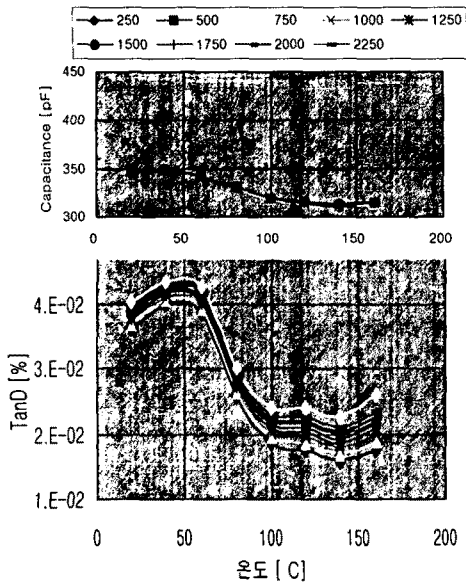 250 500 750 1000 1250
1500 1750 2000 2250
Capacitance [pF]
450
400
350
300
0 50 100 150 200
TanD [%]
4.E-02
3.E-02
2.E-02
1.E-02
0 50 100 150 200
온도 [ C]